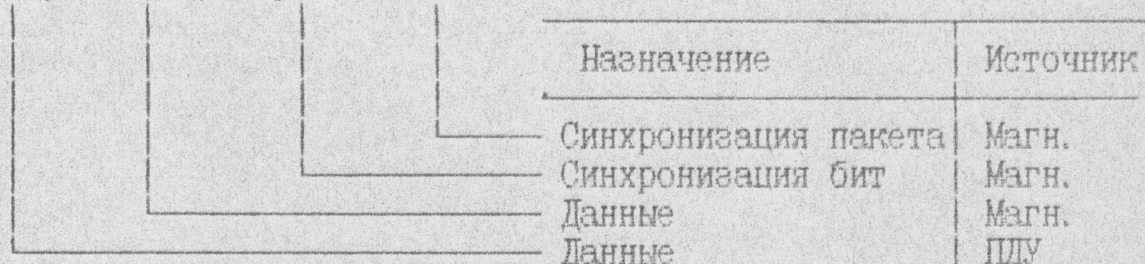 Назначение Источник
Синхронизация пакета Магн.
Синхронизация бит Магн.
Данные Магн.
Данные ПДУ